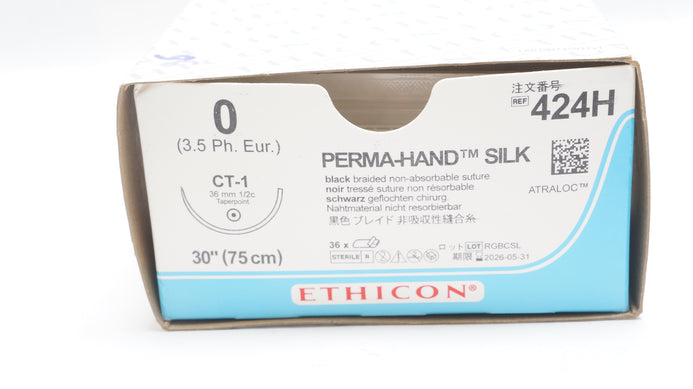 0
(3.5 Ph. Eur.)
CT-1
36 mm 1/2c
Taperpoint
30" (75 cm)
注文番号
REF 424H
PERMA-HAND™ SILK
black braided non-absorbable suture
noir tressé suture non résorbable
schwarz geflochten chirurg.
Nahtmaterial nicht resorbierbar
黒色 ブレイド 非吸収性縫合糸
ATRALOC™
36 x
STERILE R
ロット LOT RGBCSL
期限 2026-05-31
ETHICON®